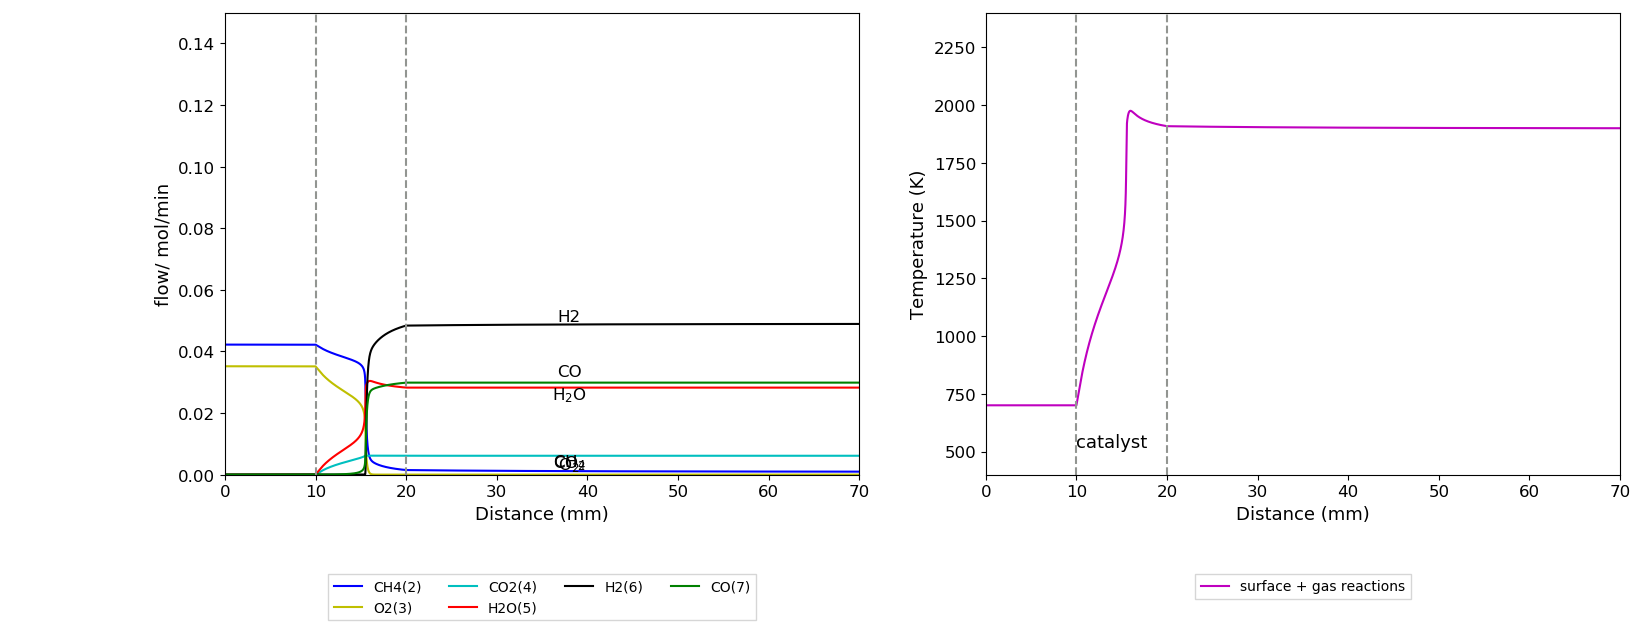 0.14
0.12
0.10
0.08
0.06
0.04
0.02
0.00
flow/ mol/min
H2
CO
H₂O
0 10 20 30 40 50 60 70
Distance (mm)
CH4(2) CO2(4) H2(6) CO(7)
O2(3) H2O(5)
2250
2000
1750
1500
1250
1000
750
500
Temperature (K)
catalyst
0 10 20 30 40 50 60 70
Distance (mm)
surface + gas reactions